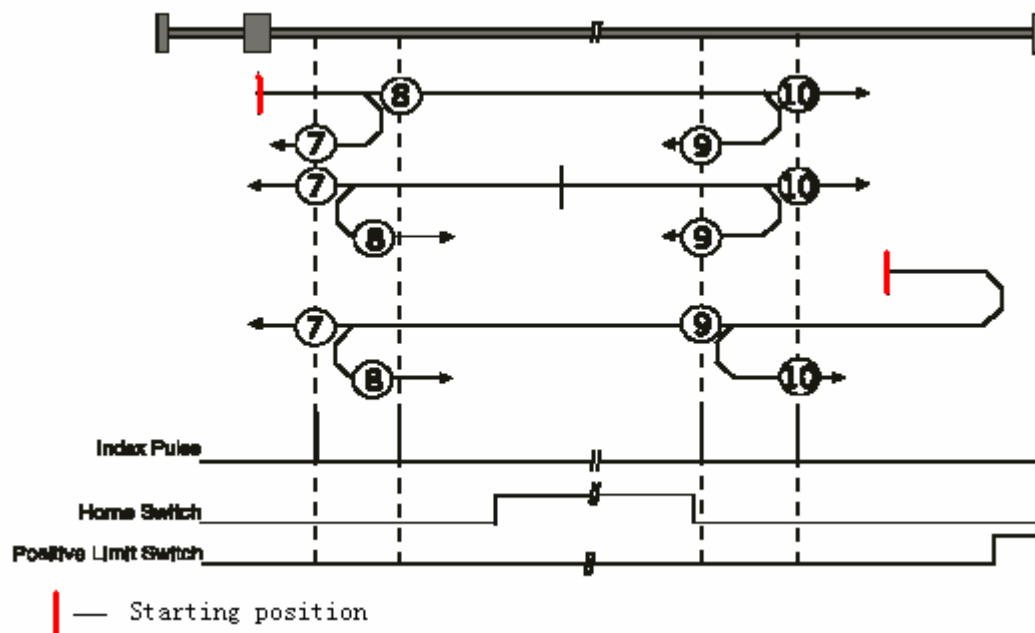 8 10
7 9
7 10
8 9
7 9
8 10
Index Pulse
Home Switch
Positive Limit Switch
Starting position